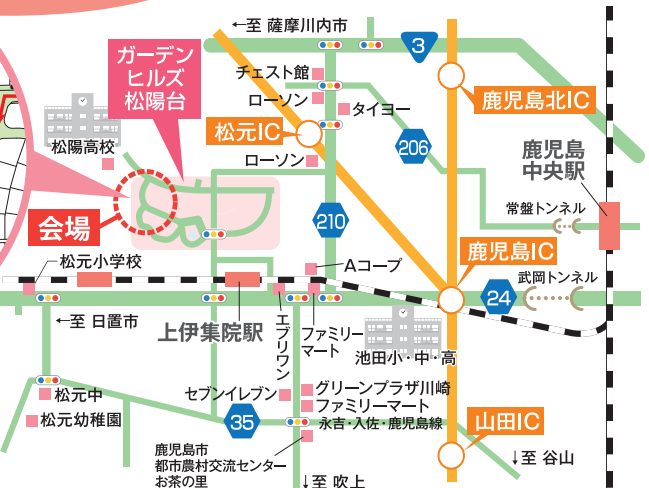 ←至 薩摩川内市
3
ガーデン
ヒルズ
松陽台
チェスト館
ローソン
タイヨー
鹿児島北IC
松元IC
松陽高校
ローソン
206
鹿児島
中央駅
常盤トンネル
会場
210
鹿児島IC
松元小学校
Aコープ
武岡トンネル
24
←至 日置市
上伊集院駅
エブリワン
ファミリー
マート
池田小・中・高
松元中
セブンイレブン
グリーンプラザ川崎
ファミリーマート
松元幼稚園
35
永吉・入佐・鹿児島線
山田IC
鹿児島市
都市農村交流センター
お茶の里
↓至 谷山
↓至 吹上